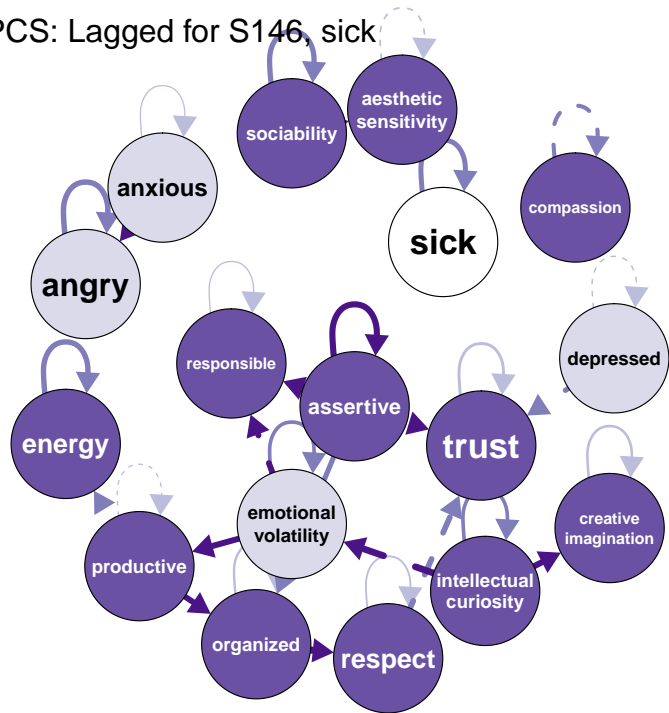 PCS: Lagged for S146, sick
aesthetic
sensitivity
sociability
anxious
compassion
sick
angry
responsible
depressed
assertive
energy
trust
emotional
volatility
creative
imagination
productive
intellectual
curiosity
organized
respect